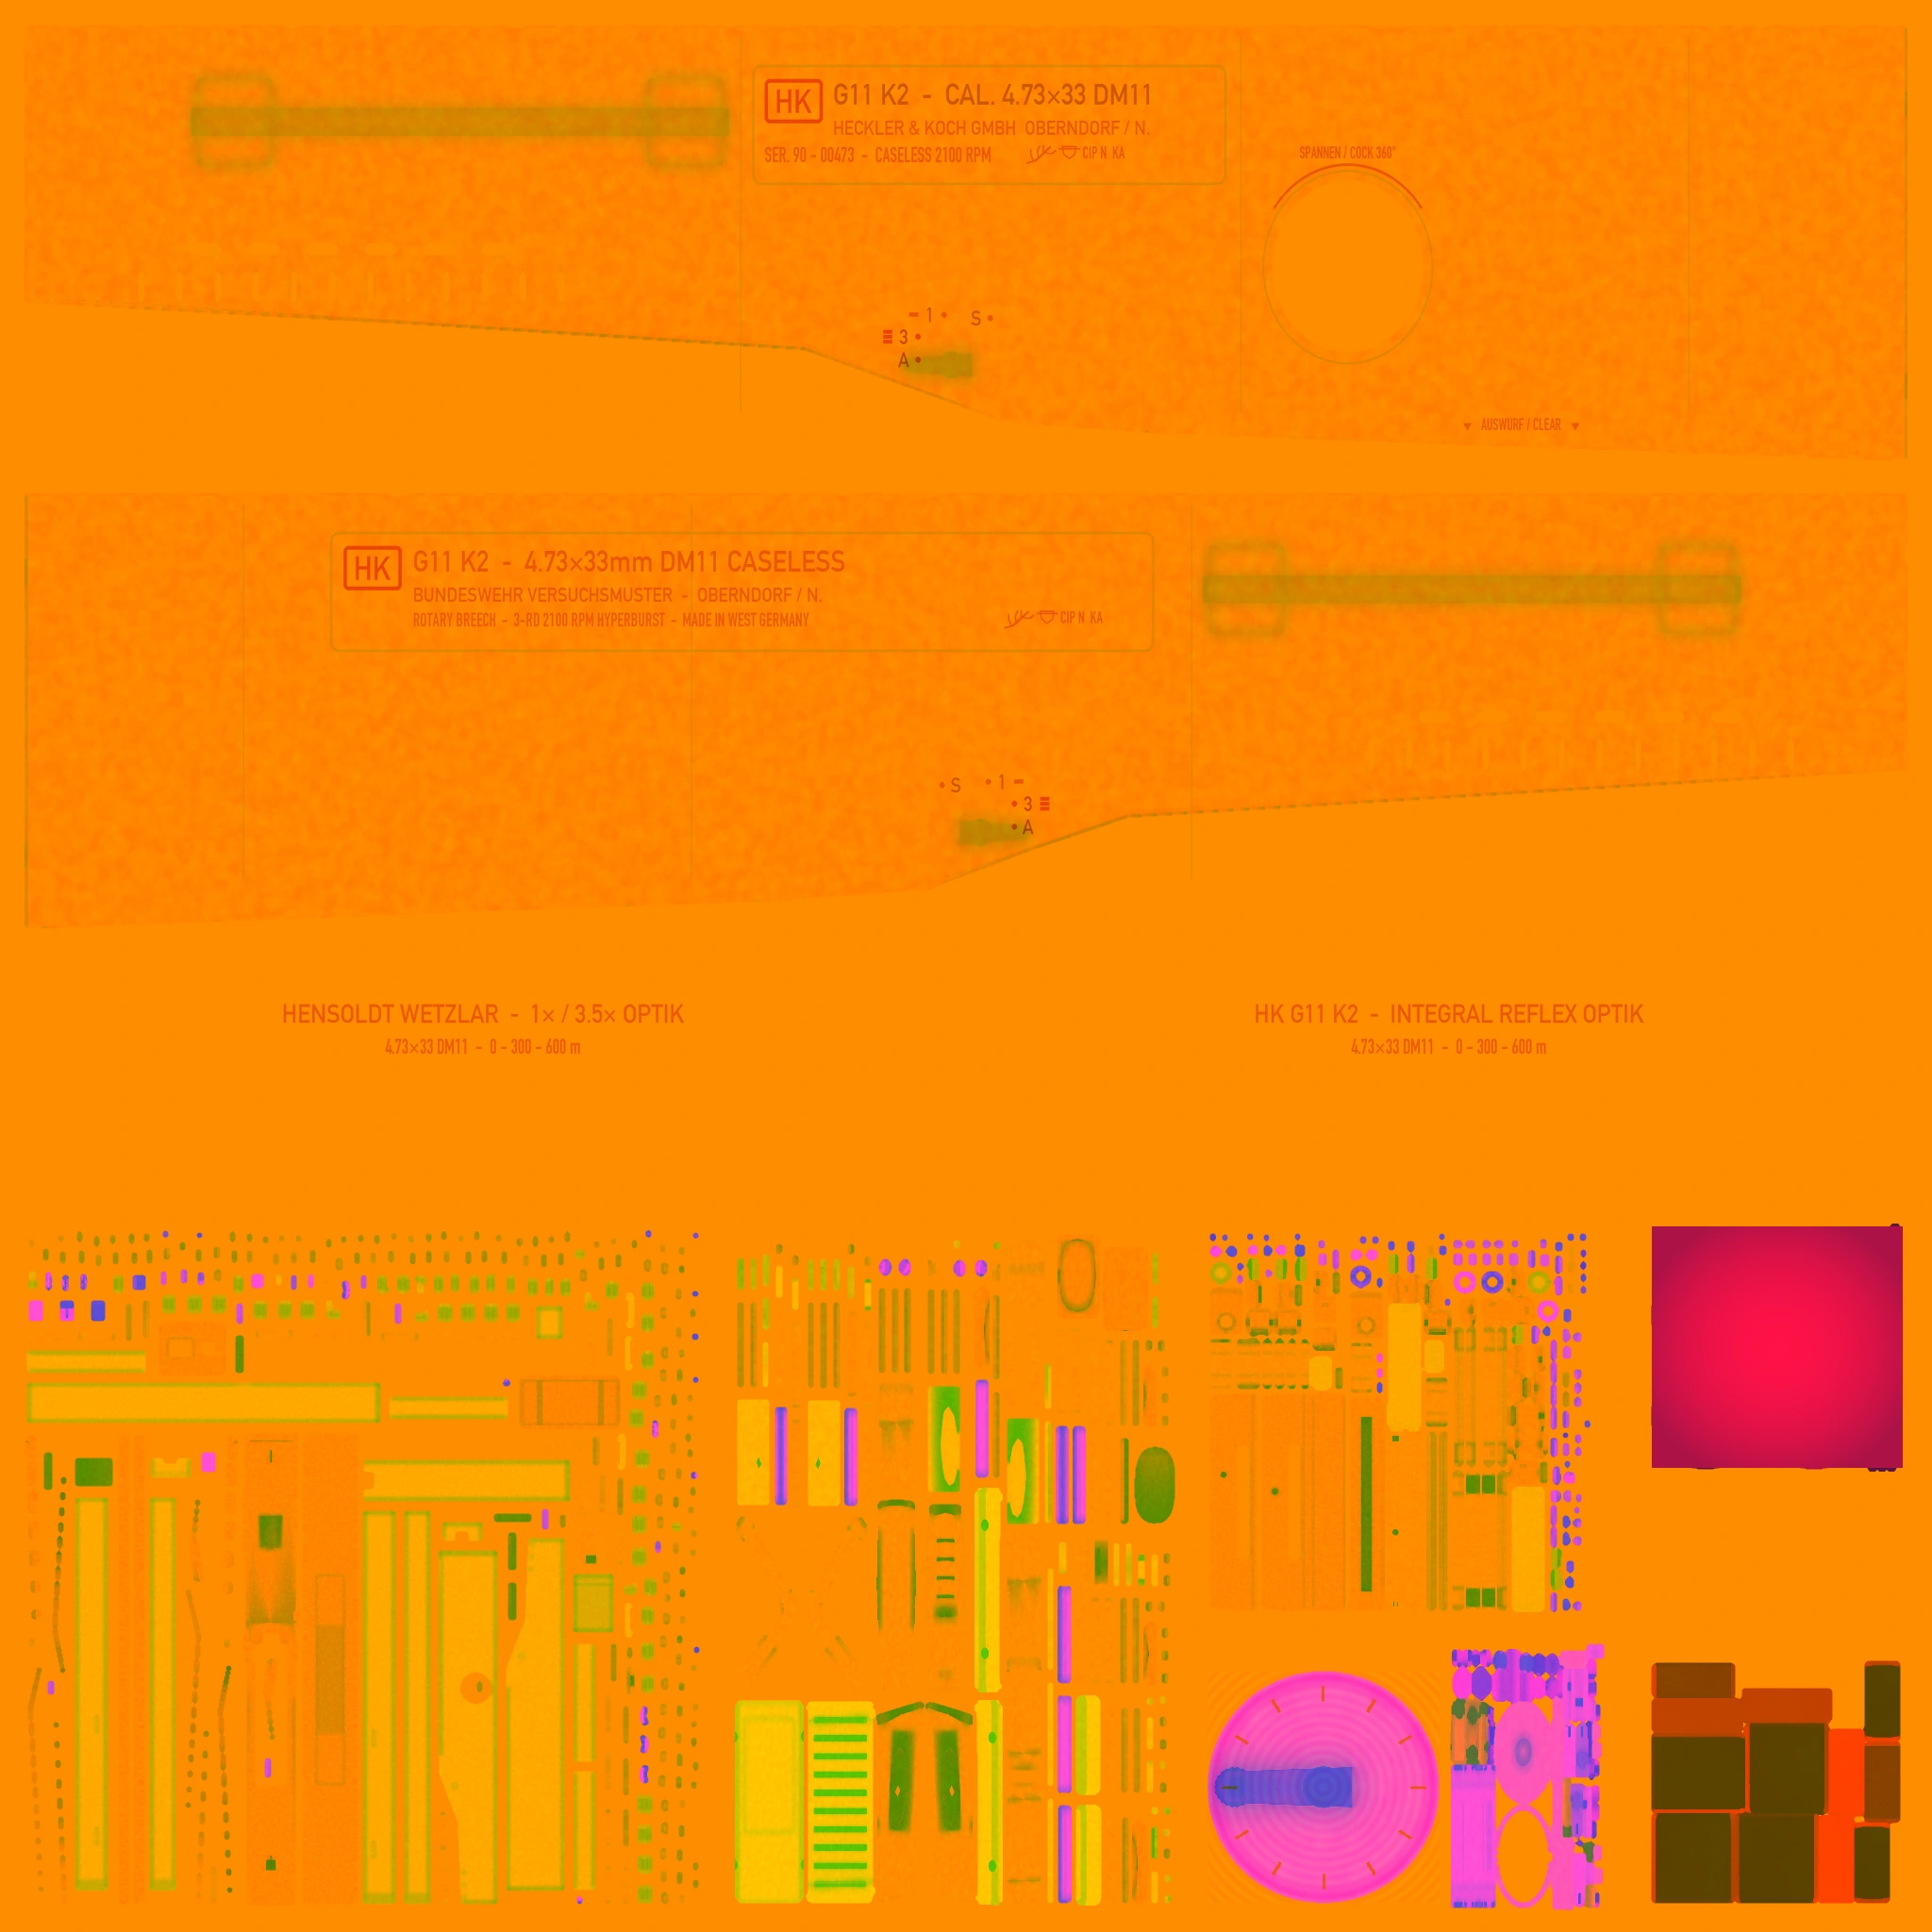 HK G11 K2 - CAL. 4.73×33 DM11
HECKLER & KOCH GMBH OBERNDORF / N.
SER. 90 - 00473 - CASELESS 2100 RPM CIP N KA
SPANNEN / COCK 360°
1 S
3
A
AUSWURF / CLEAR
HK G11 K2 - 4.73×33mm DM11 CASELESS
BUNDESWEHR VERSUCHSMUSTER - OBERNDORF / N.
ROTARY BREECH - 3-RD 2100 RPM HYPERBURST - MADE IN WEST GERMANY CIP N KA
S 1
3
A
HENSOLDT WETZLAR - 1× / 3.5× OPTIK
4.73×33 DM11 - 0 - 300 - 600 m
HK G11 K2 - INTEGRAL REFLEX OPTIK
4.73×33 DM11 - 0 - 300 - 600 m